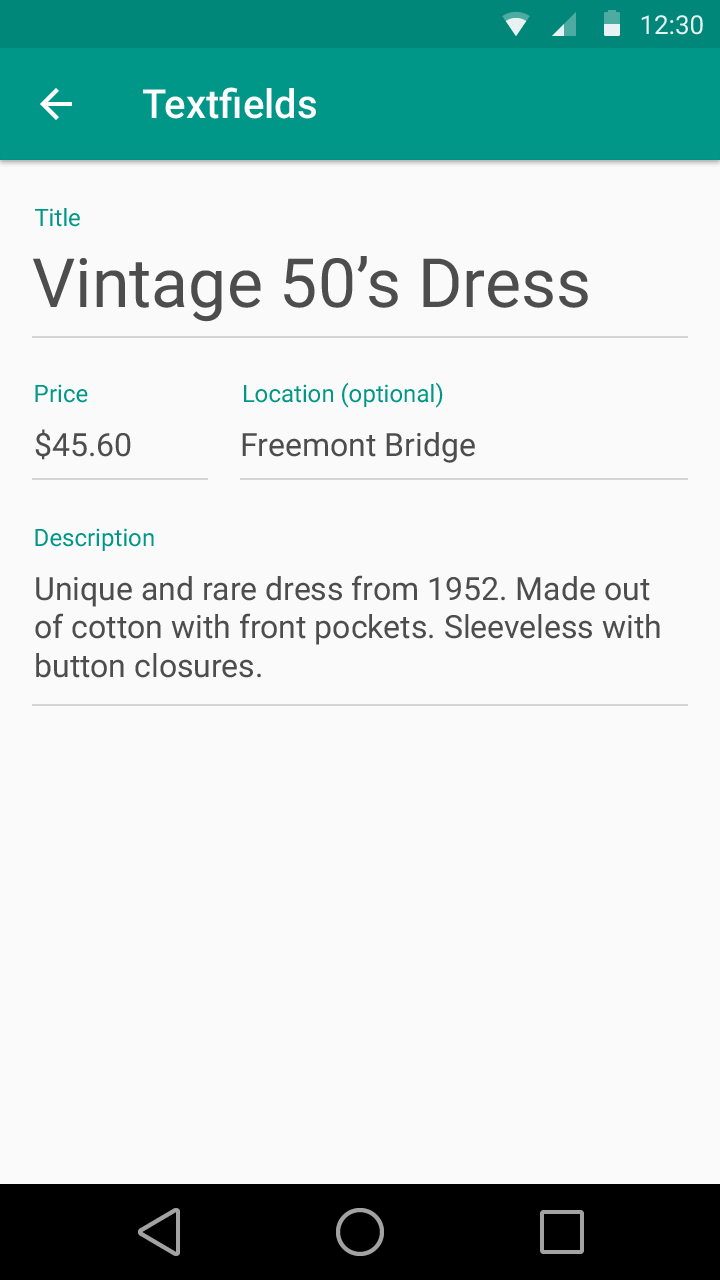 12:30
Textfields
Title
Vintage 50’s Dress
Price
Location (optional)
$45.60
Freemont Bridge
Description
Unique and rare dress from 1952. Made out
of cotton with front pockets. Sleeveless with
button closures.